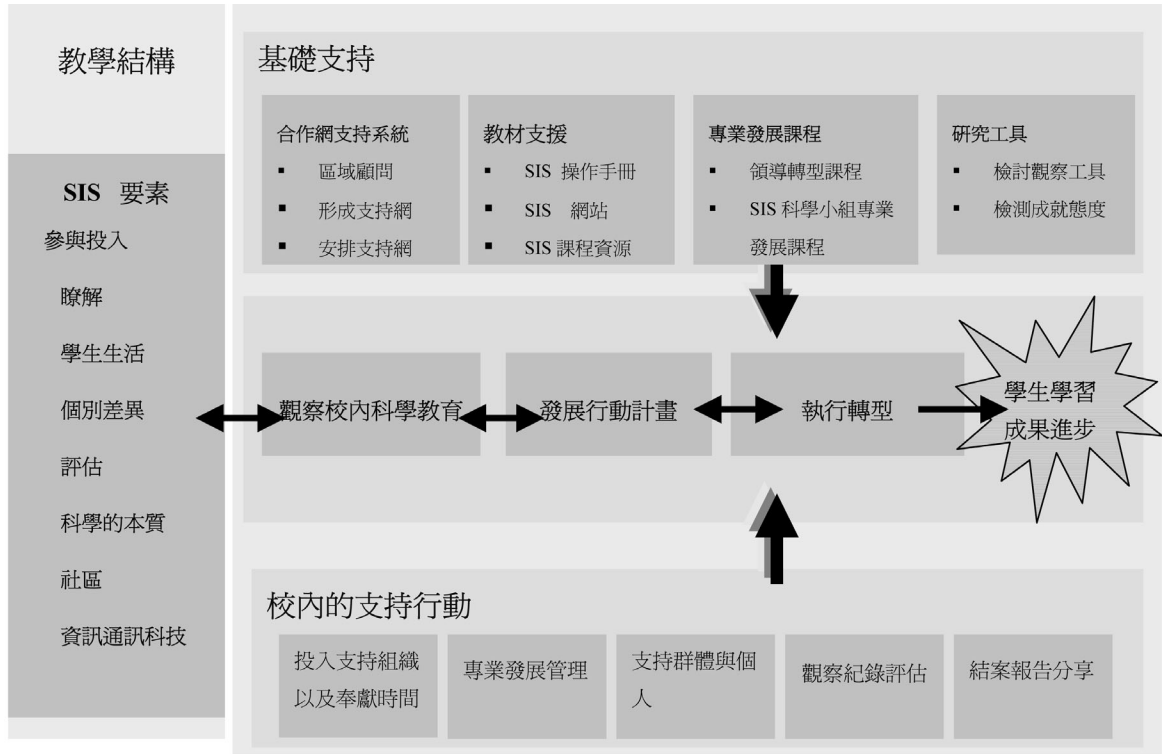 教學結構
SIS 要素
參與投入
瞭解
學生生活
個別差異
評估
科學的本質
社區
資訊通訊科技
基礎支持
合作網支持系統
▪ 區域顧問
▪ 形成支持網
▪ 安排支持網
教材支援
▪ SIS 操作手冊
▪ SIS 網站
▪ SIS 課程資源
專業發展課程
▪ 領導轉型課程
▪ SIS 科學小組專業
發展課程
研究工具
▪ 檢討觀察工具
▪ 檢測成就態度
觀察校內科學教育
發展行動計畫
執行轉型
學生學習
成果進步
校內的支持行動
投入支持組織
以及奉獻時間
專業發展管理
支持群體與個
人
觀察紀錄評估
結案報告分享